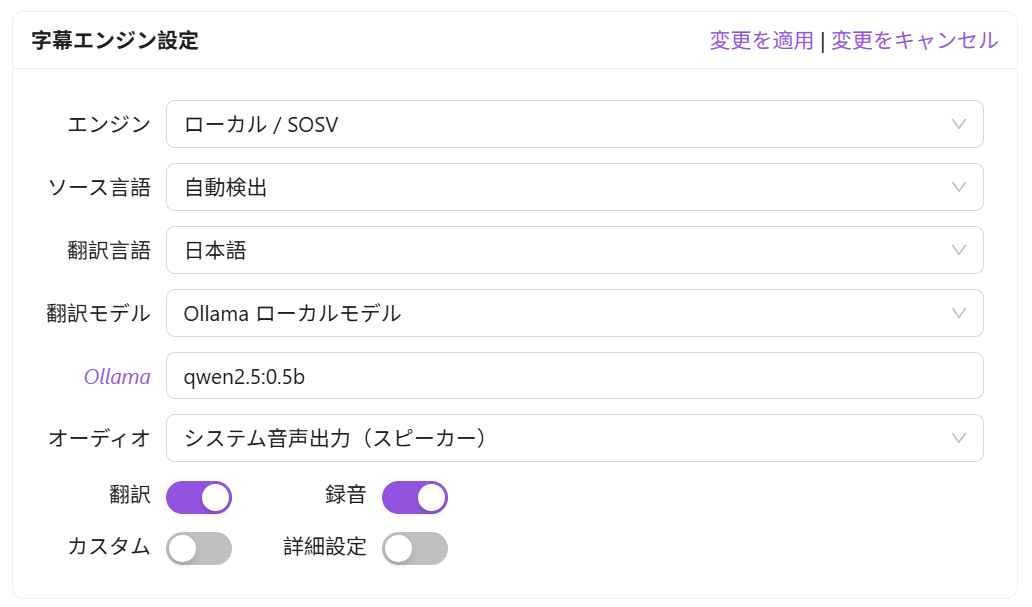 字幕エンジン設定 変更を適用 | 変更をキャンセル
エンジン ローカル / SOSV
ソース言語 自動検出
翻訳言語 日本語
翻訳モデル Ollama ローカルモデル
Ollama qwen2.5:0.5b
オーディオ システム音声出力（スピーカー）
翻訳 録音
カスタム 詳細設定